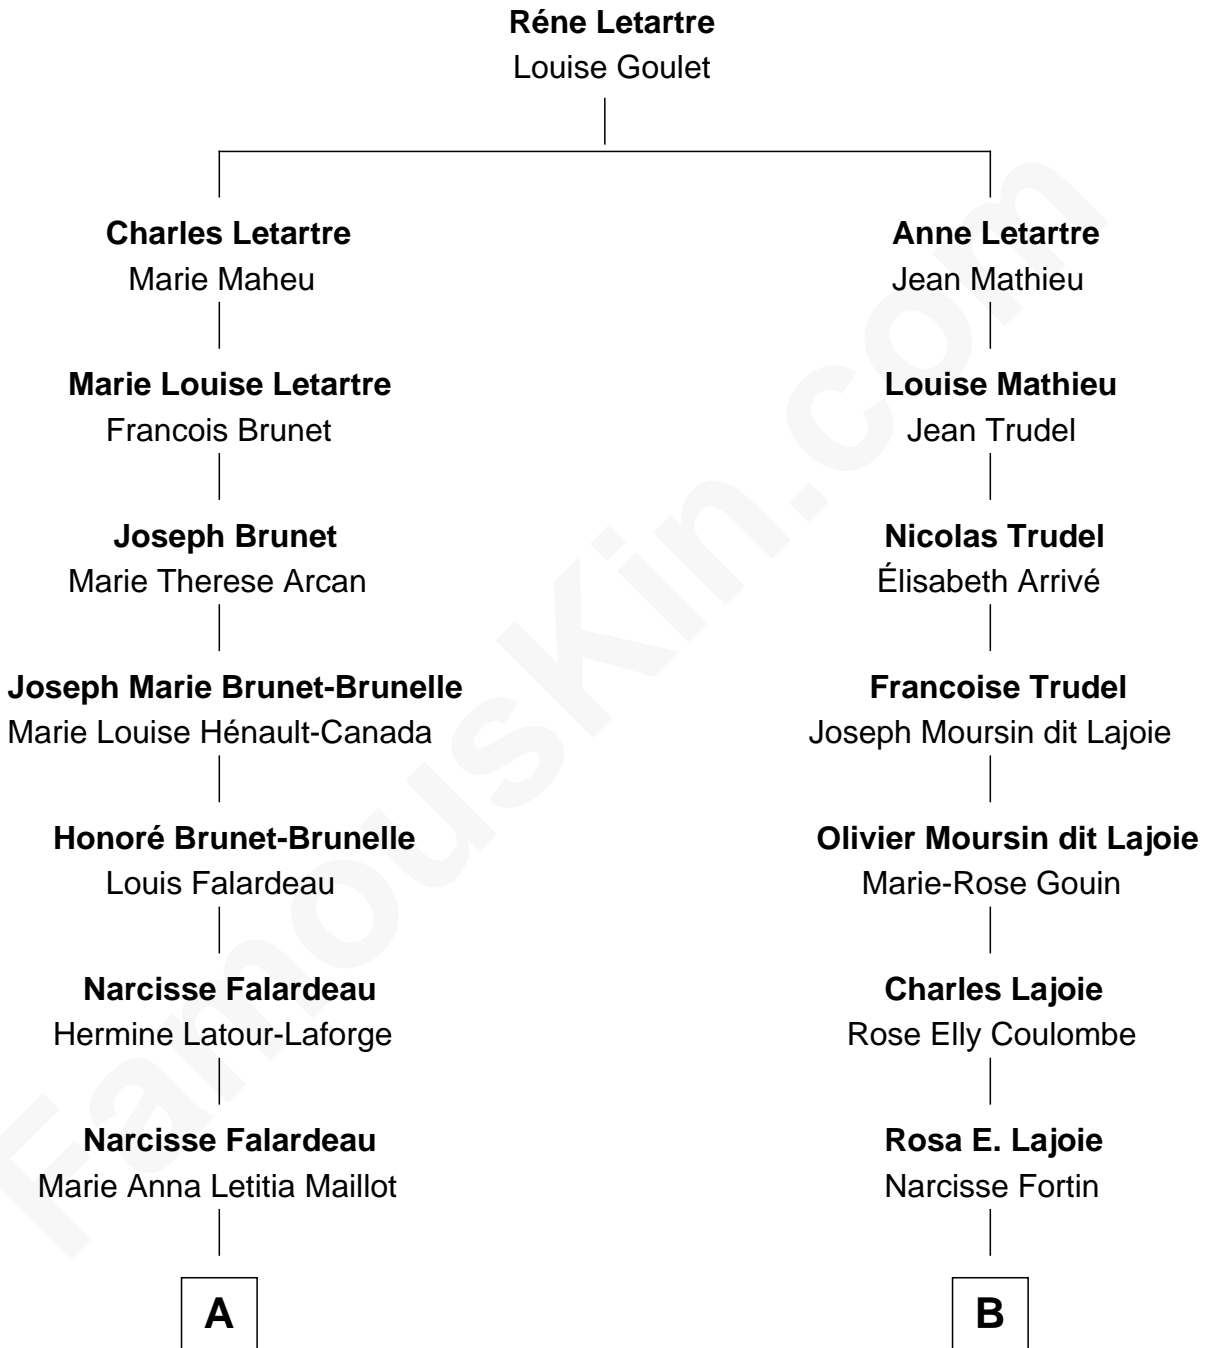 Réne Letartre
Louise Goulet
Charles Letartre
Marie Maheu
Marie Louise Letartre
Francois Brunet
Joseph Brunet
Marie Therese Arcan
Joseph Marie Brunet-Brunelle
Marie Louise Hénault-Canada
Honoré Brunet-Brunelle
Louis Falardeau
Narcisse Falardeau
Hermine Latour-Laforge
Narcisse Falardeau
Marie Anna Letitia Maillot
A
Anne Letartre
Jean Mathieu
Louise Mathieu
Jean Trudel
Nicolas Trudel
Élisabeth Arrivé
Francoise Trudel
Joseph Moursin dit Lajoie
Olivier Moursin dit Lajoie
Marie-Rose Gouin
Charles Lajoie
Rose Elly Coulombe
Rosa E. Lajoie
Narcisse Fortin
B
FamousKin.com